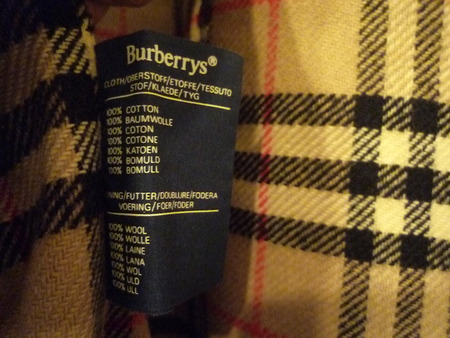 Burberrys®
CLOTH/OBERSTOFF/ETOFFE/TESSUTO
STOF/KLAEDE/TYG
100% COTTON
100% BAUMWOLLE
100% COTON
100% COTONE
100% KATOEN
100% BOMULD
100% BOMULL
NING/FUTTER/DOUBLURE/FODERA
VOERING/FOER/FODER
100% WOOL
100% WOLLE
100% LAINE
100% LANA
100% WOL
100% ULD
100% ULL